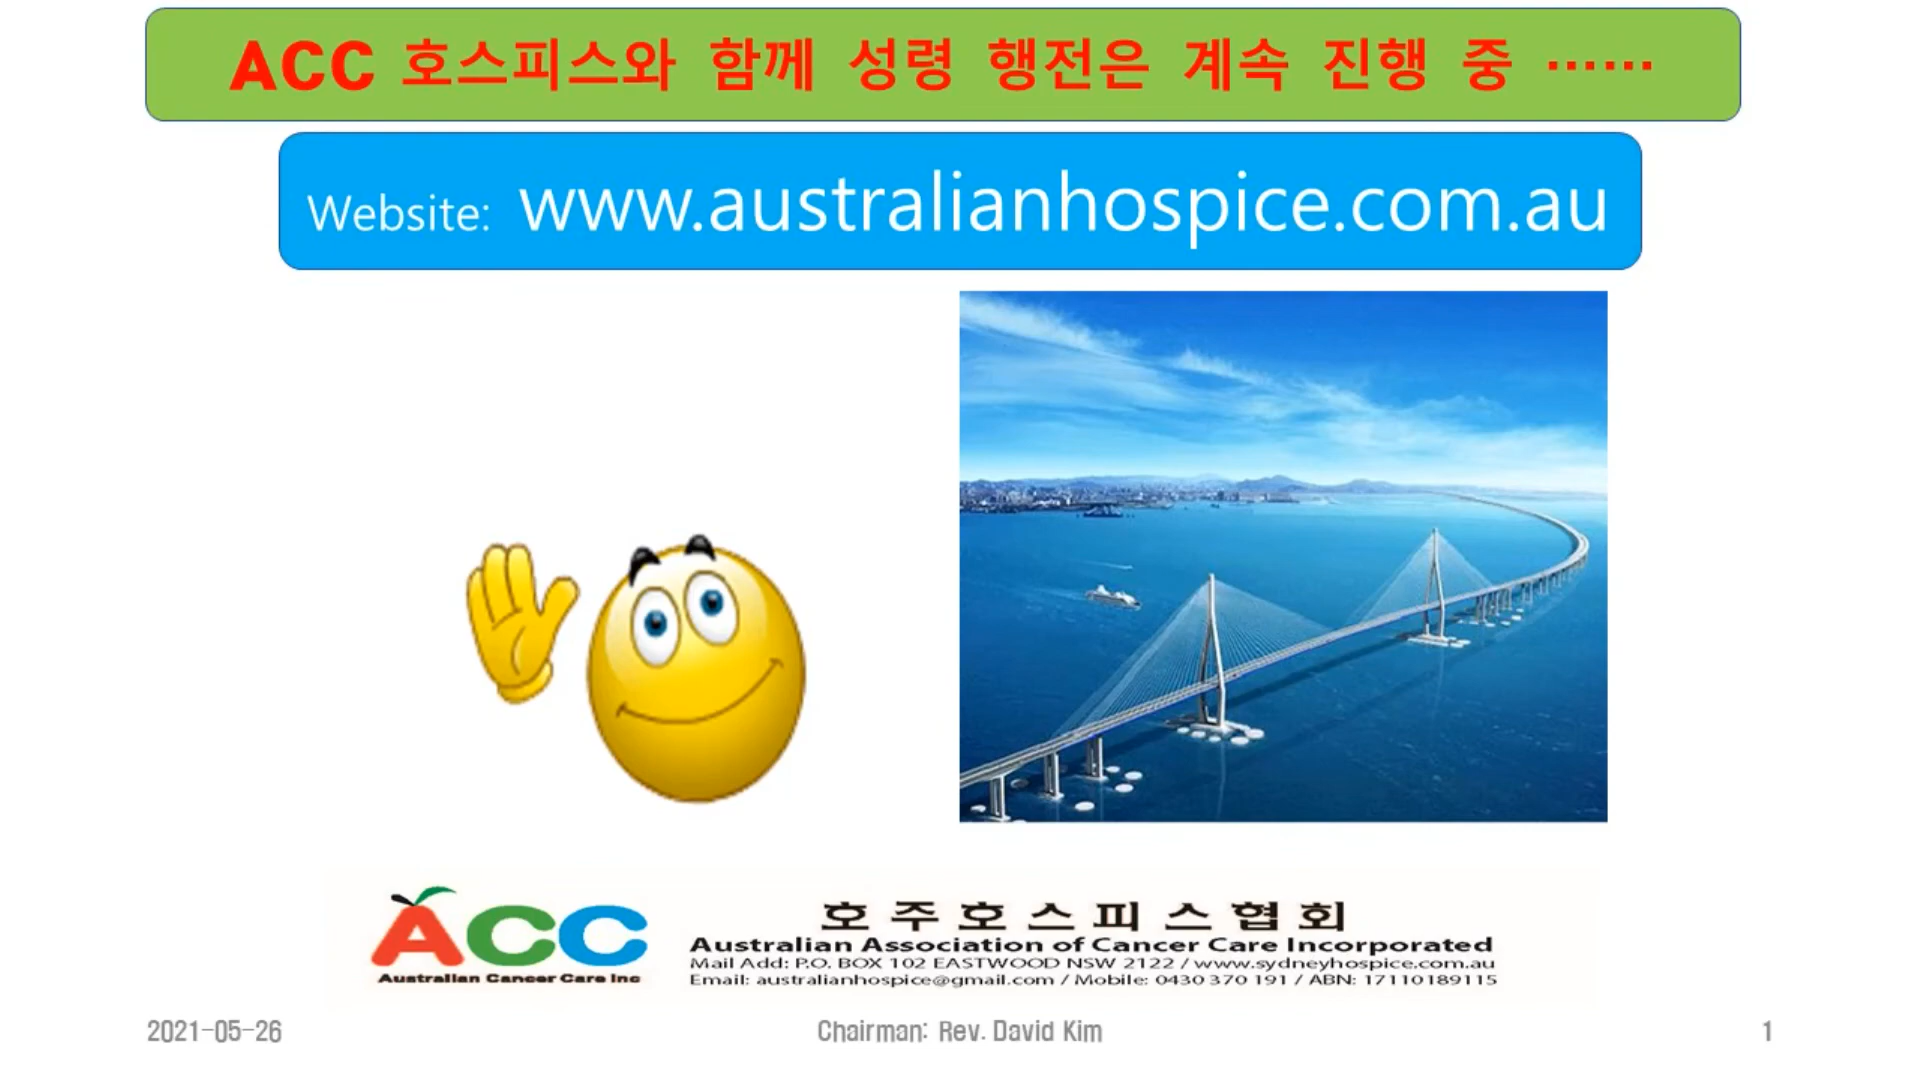 ACC 호스피스와 함께 성령 행전은 계속 진행 중 ······
Website: www.australianhospice.com.au
ACC
Australian Cancer Care Inc
호주호스피스협회
Australian Association of Cancer Care Incorporated
Mail Add: P.O. BOX 102 EASTWOOD NSW 2122 / www.sydneyhospice.com.au
Email: australianhospice@gmail.com / Mobile: 0430 370 191 / ABN: 17110189115
2021-05-26
Chairman: Rev. David Kim
1